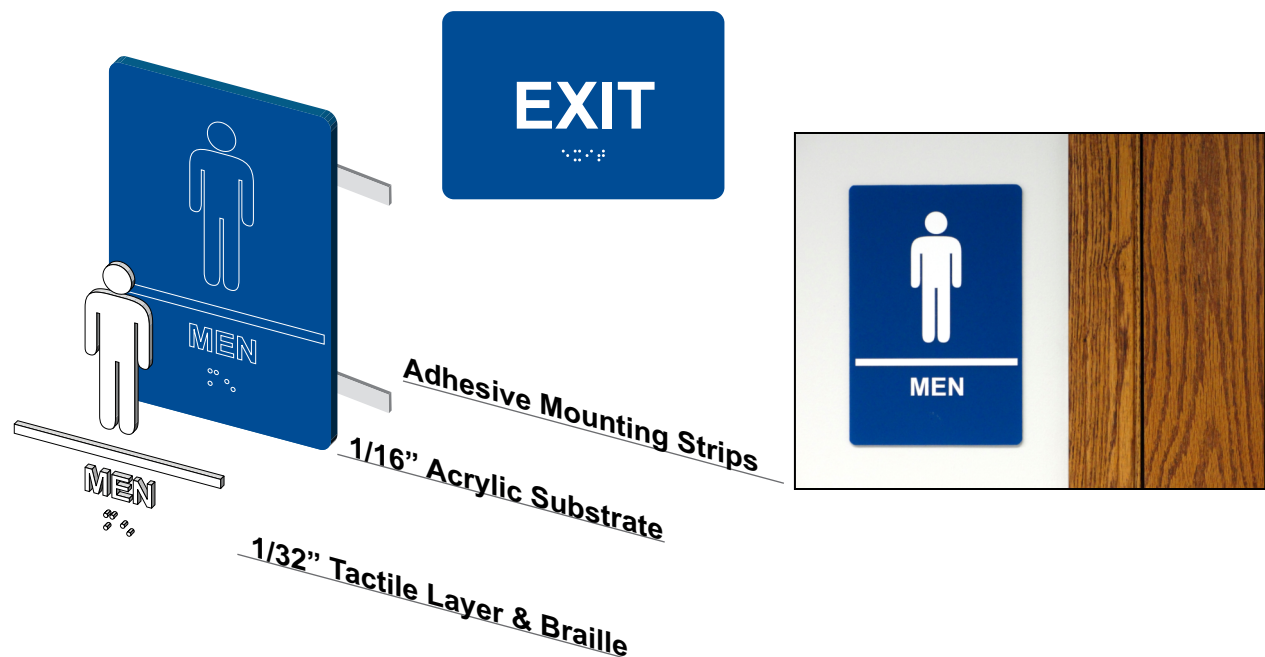 EXIT
MEN
MEN
MEN
Adhesive Mounting Strips
1/16” Acrylic Substrate
1/32” Tactile Layer & Braille